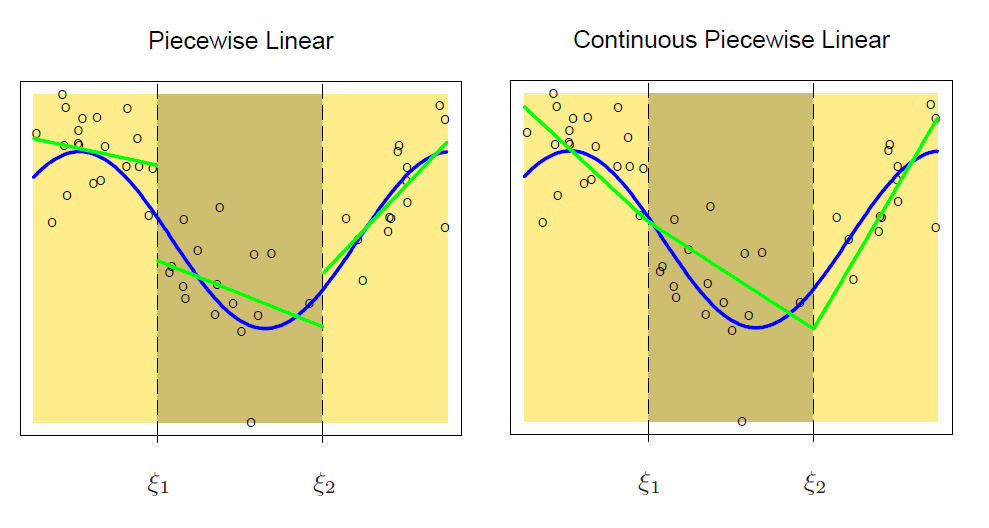 Piecewise Linear
Continuous Piecewise Linear
ξ₁ ξ₂
ξ₁ ξ₂